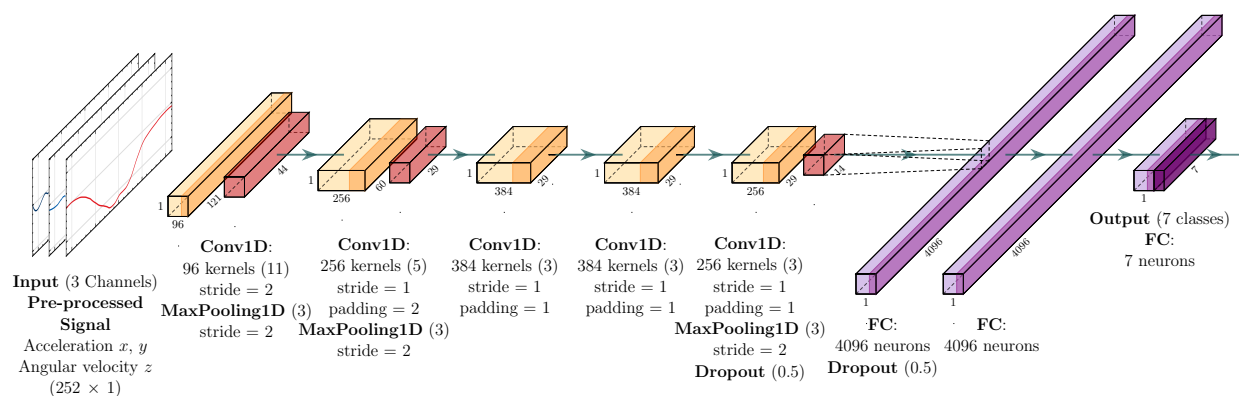 1
96
121
44
1
256
60
29
1
384
29
1
384
29
1
256
29
14
1
4096
1
4096
1
7
Input (3 Channels)
Pre-processed
Signal
Acceleration x, y
Angular velocity z
(252 × 1)
Conv1D:
96 kernels (11)
stride = 2
MaxPooling1D (3)
stride = 2
Conv1D:
256 kernels (5)
stride = 1
padding = 2
MaxPooling1D (3)
stride = 2
Conv1D:
384 kernels (3)
stride = 1
padding = 1
Conv1D:
384 kernels (3)
stride = 1
padding = 1
Conv1D:
256 kernels (3)
stride = 1
padding = 1
MaxPooling1D (3)
stride = 2
Dropout (0.5)
FC:
4096 neurons
Dropout (0.5)
FC:
4096 neurons
Output (7 classes)
FC:
7 neurons